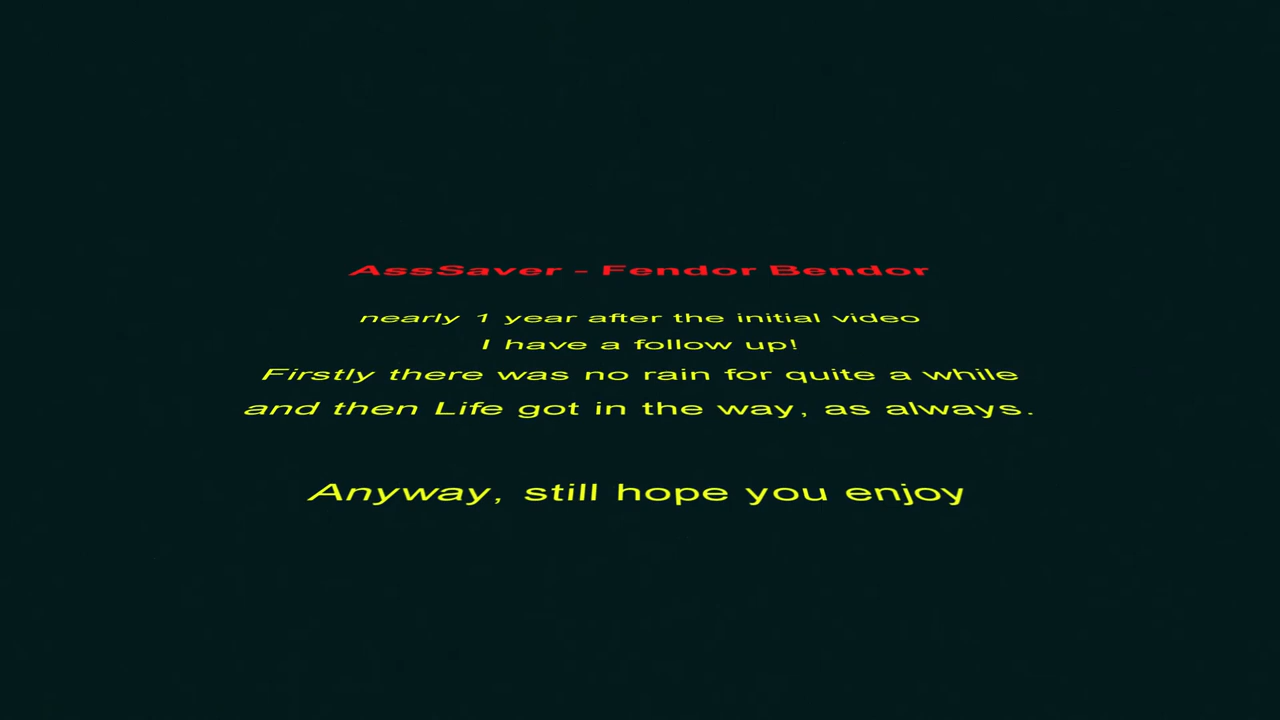 AssSaver - Fendor Bendor
nearly 1 year after the initial video
I have a follow up!
Firstly there was no rain for quite a while
and then Life got in the way, as always.
Anyway, still hope you enjoy